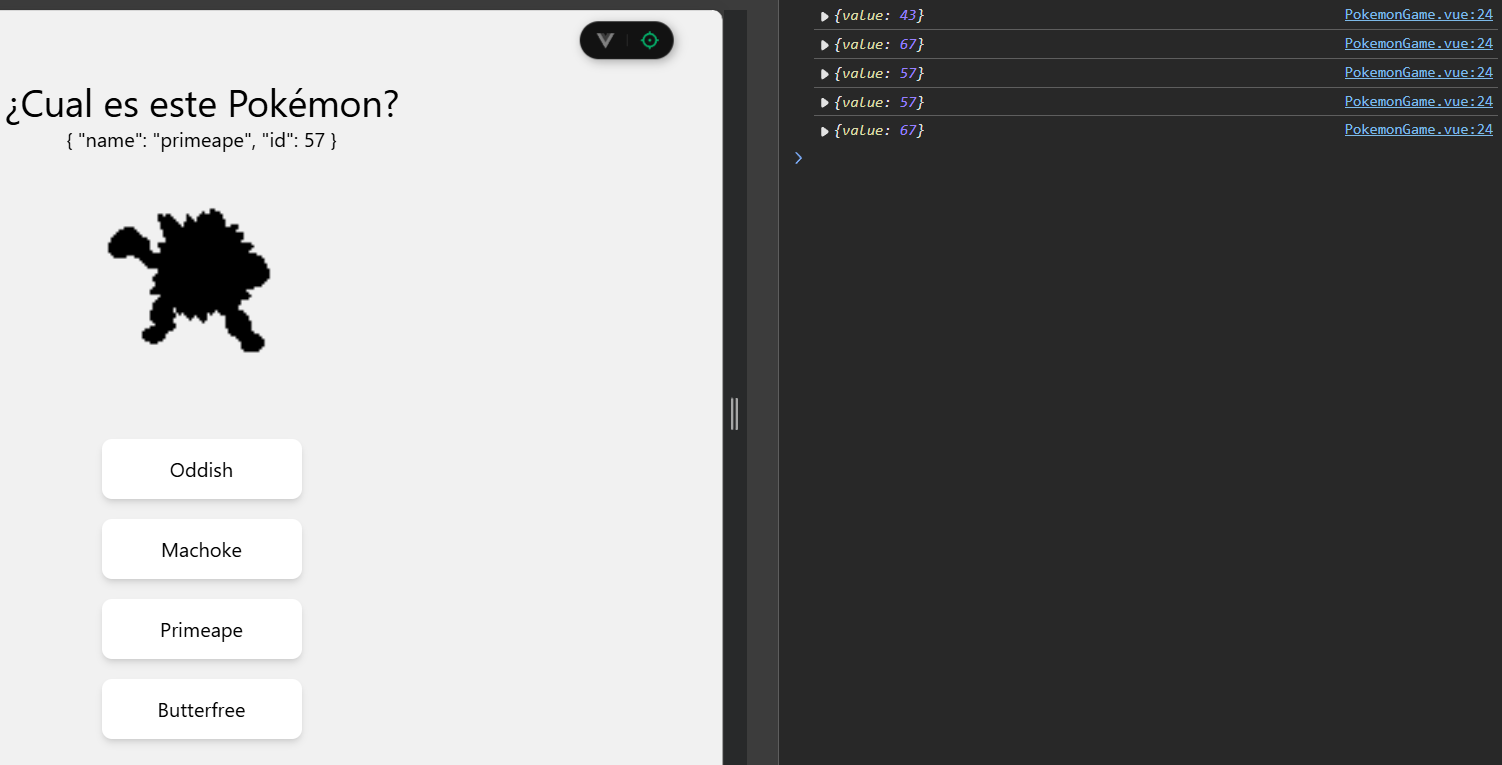 ¿Cual es este Pokémon?
{ "name": "primeape", "id": 57 }
Oddish
Machoke
Primeape
Butterfree
{value: 43} PokemonGame.vue:24
{value: 67} PokemonGame.vue:24
{value: 57} PokemonGame.vue:24
{value: 57} PokemonGame.vue:24
{value: 67} PokemonGame.vue:24